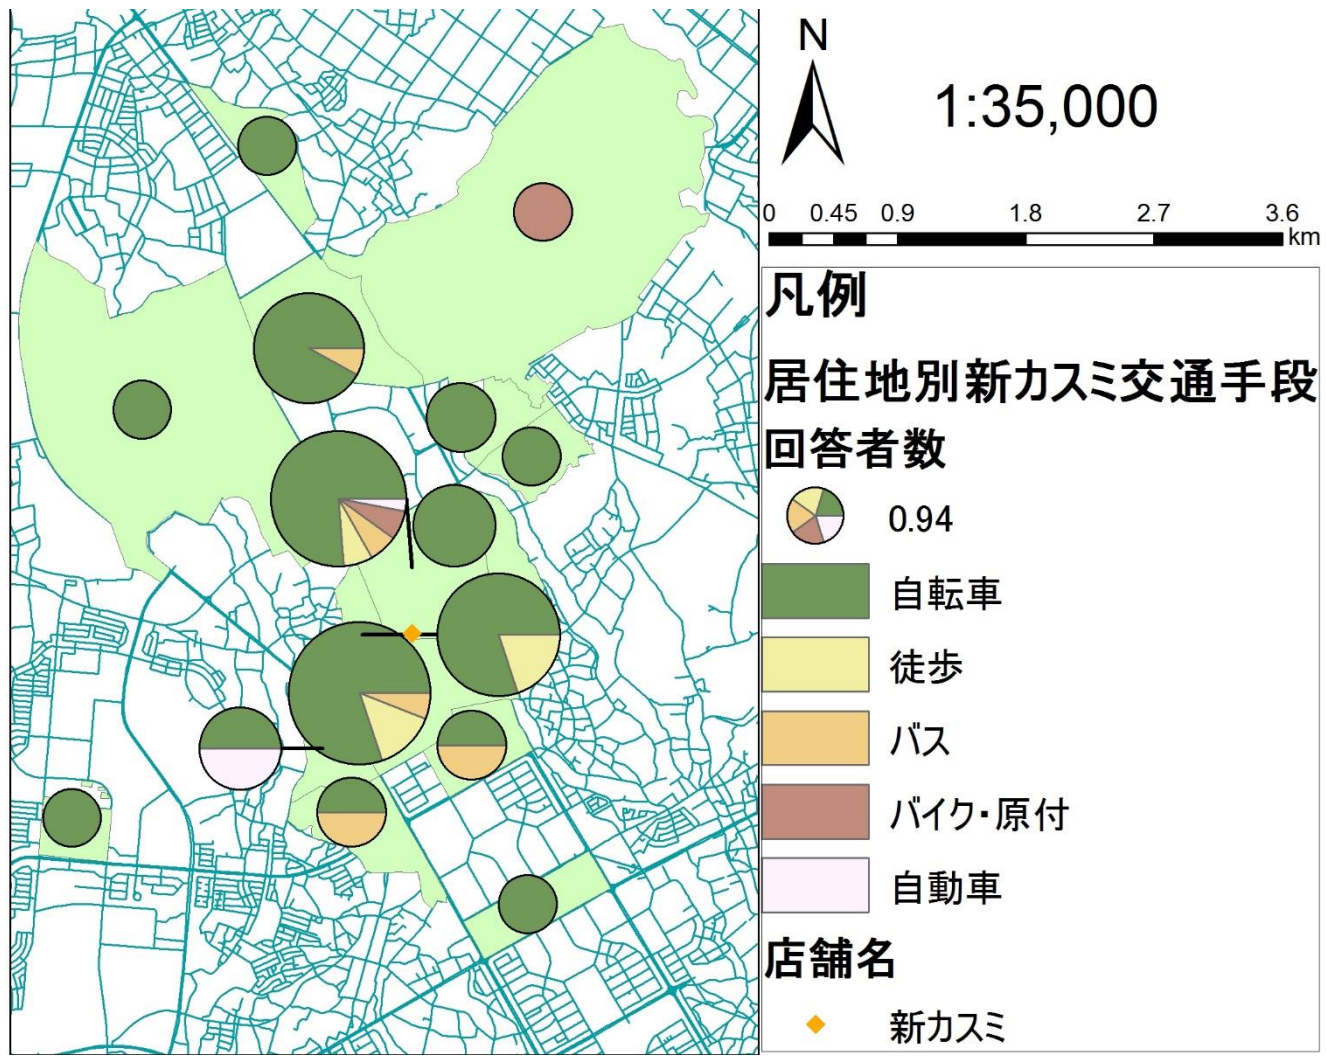 N
1:35,000
0 0.45 0.9 1.8 2.7 3.6
km
凡例
居住地別新カスミ交通手段
回答者数
0.94
自転車
徒歩
バス
バイク・原付
自動車
店舗名
新カスミ